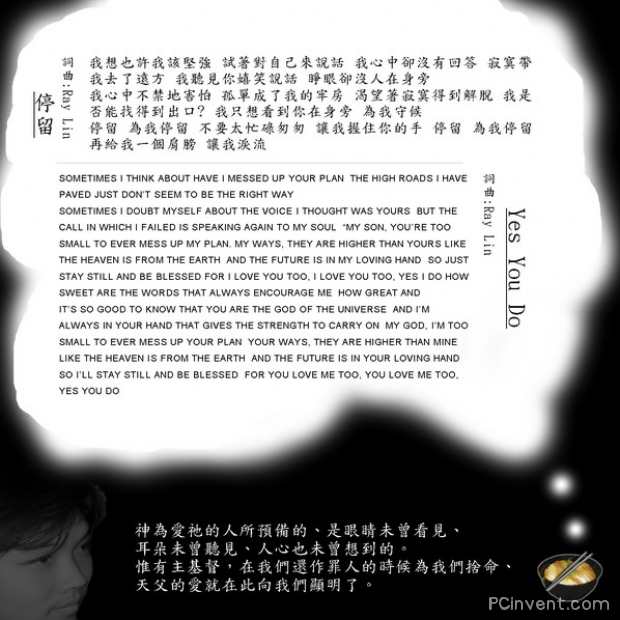 停留
詞曲:Ray Lin
我想也許我該堅強 試著對自己來說話 我心中卻沒有回答 寂寞帶
我去了遠方 我聽見你嬉笑說話 睜眼卻沒人在身旁
我心中不禁地害怕 孤單成了我的牢房 渴望著寂寞得到解脫 我是
否能找得到出口? 我只想看到你在身旁 為我守候
停留 為我停留 不要太忙碌匆匆 讓我握住你的手 停留 為我停留
再給我一個肩膀 讓我淚流
Yes You Do
詞曲:Ray Lin
SOMETIMES I THINK ABOUT HAVE I MESSED UP YOUR PLAN THE HIGH ROADS I HAVE
PAVED JUST DON'T SEEM TO BE THE RIGHT WAY
SOMETIMES I DOUBT MYSELF ABOUT THE VOICE I THOUGHT WAS YOURS BUT THE
CALL IN WHICH I FAILED IS SPEAKING AGAIN TO MY SOUL "MY SON, YOU'RE TOO
SMALL TO EVER MESS UP MY PLAN. MY WAYS, THEY ARE HIGHER THAN YOURS LIKE
THE HEAVEN IS FROM THE EARTH AND THE FUTURE IS IN MY LOVING HAND SO JUST
STAY STILL AND BE BLESSED FOR I LOVE YOU TOO, I LOVE YOU TOO, YES I DO HOW
SWEET ARE THE WORDS THAT ALWAYS ENCOURAGE ME HOW GREAT AND
IT'S SO GOOD TO KNOW THAT YOU ARE THE GOD OF THE UNIVERSE AND I'M
ALWAYS IN YOUR HAND THAT GIVES THE STRENGTH TO CARRY ON MY GOD, I'M TOO
SMALL TO EVER MESS UP YOUR PLAN YOUR WAYS, THEY ARE HIGHER THAN MINE
LIKE THE HEAVEN IS FROM THE EARTH AND THE FUTURE IS IN YOUR LOVING HAND
SO I'LL STAY STILL AND BE BLESSED FOR YOU LOVE ME TOO, YOU LOVE ME TOO,
YES YOU DO
神為愛祂的人所預備的、是眼睛未曾看見、
耳朵未曾聽見、人心也未曾想到的。
惟有主基督，在我們還作罪人的時候為我們捨命、
天父的愛就在此向我們顯明了。
PCinvent.com